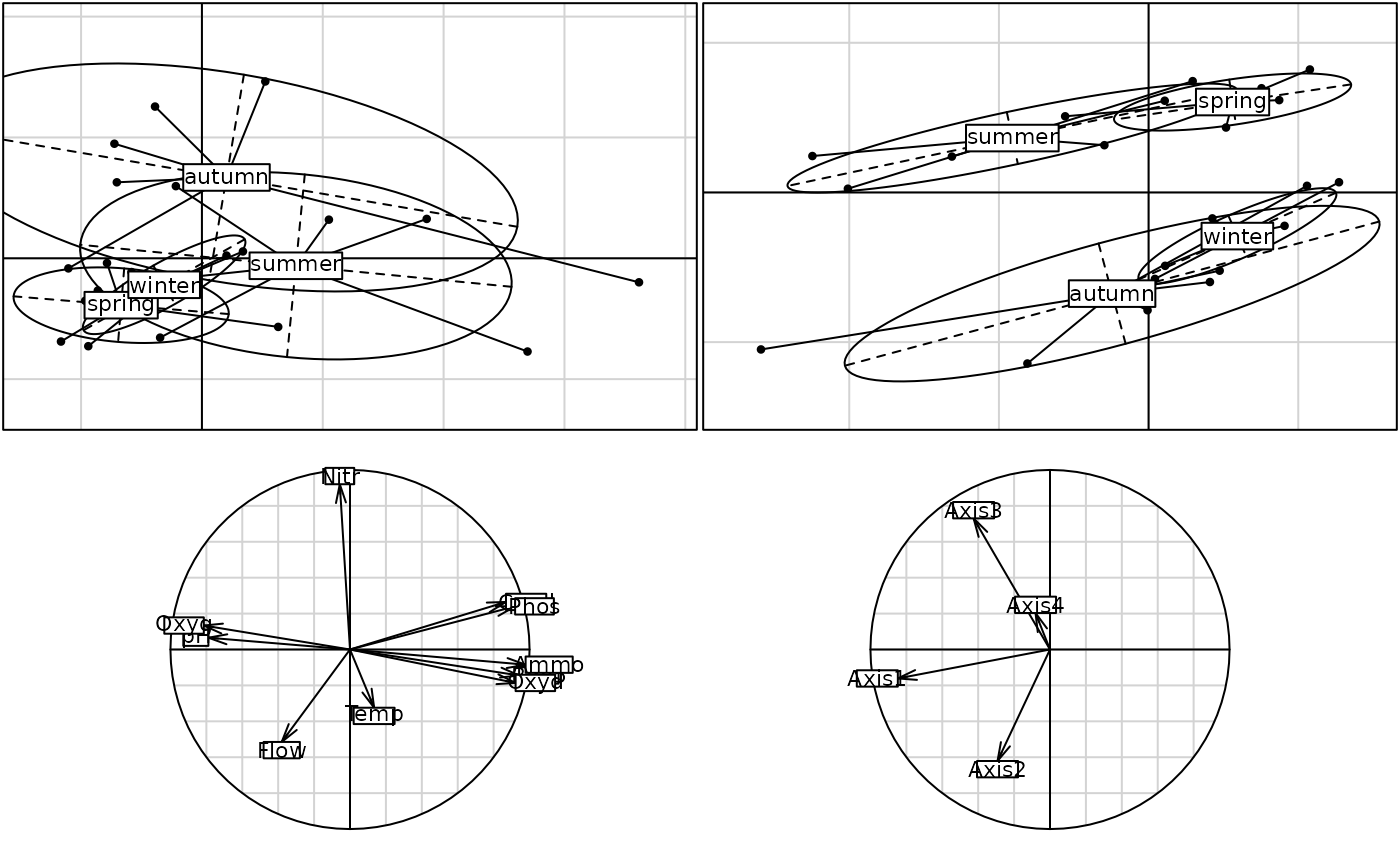 autumn
summer
winter
spring
spring
summer
winter
autumn
Nitr
Phos
Oxyg
pH
Ammo
Oxyd
Temp
Flow
Axis3
Axis4
Axis1
Axis2